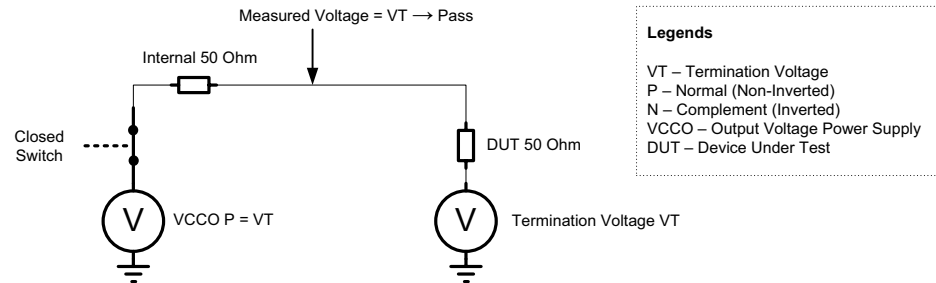 Measured Voltage = VT → Pass
Internal 50 Ohm
Closed
Switch
DUT 50 Ohm
V
VCCO P = VT
V
Termination Voltage VT
Legends
VT – Termination Voltage
P – Normal (Non-Inverted)
N – Complement (Inverted)
VCCO – Output Voltage Power Supply
DUT – Device Under Test